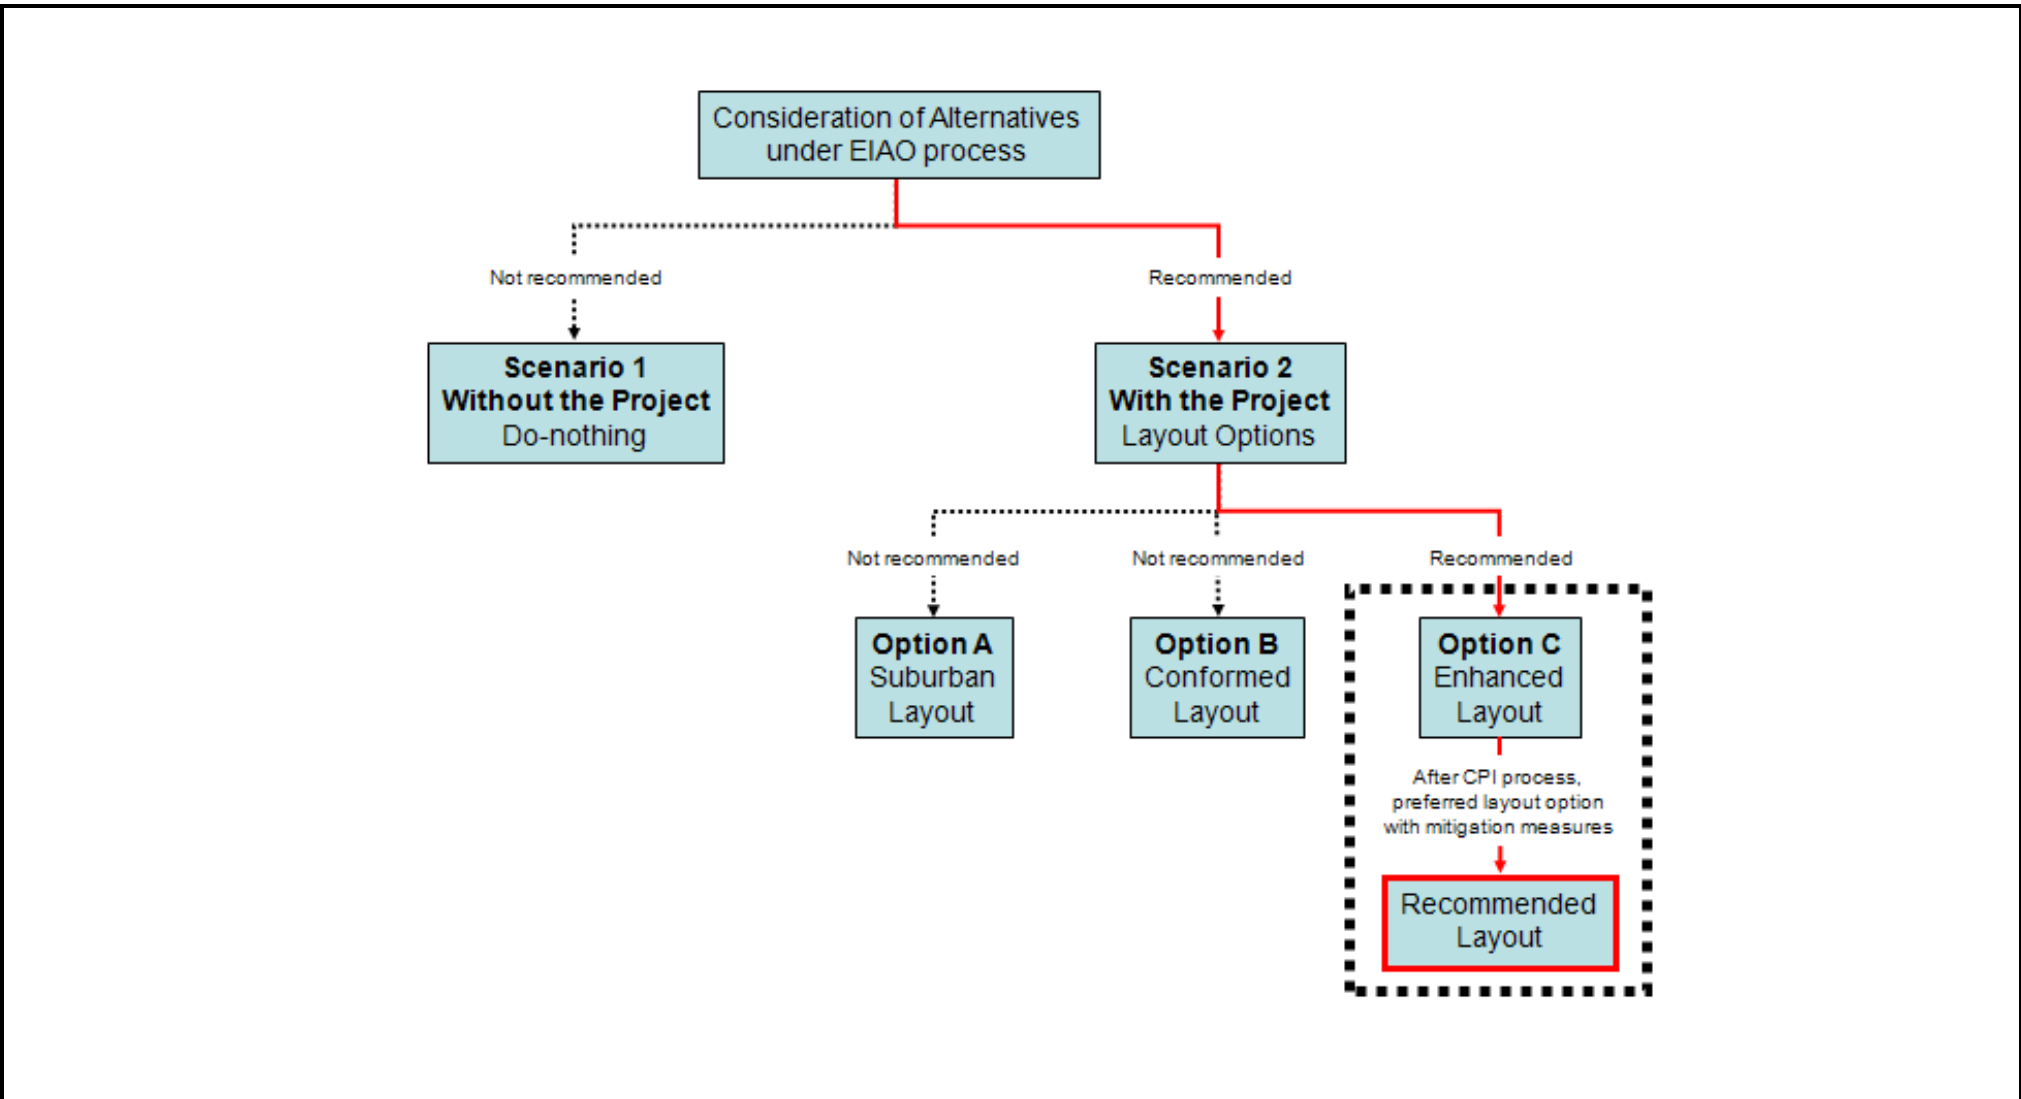 Consideration of Alternatives
under EIAO process
Not recommended
Recommended
Scenario 1
Without the Project
Do-nothing
Scenario 2
With the Project
Layout Options
Not recommended
Not recommended
Recommended
Option A
Suburban
Layout
Option B
Conformed
Layout
Option C
Enhanced
Layout
After CPI process,
preferred layout option
with mitigation measures
Recommended
Layout